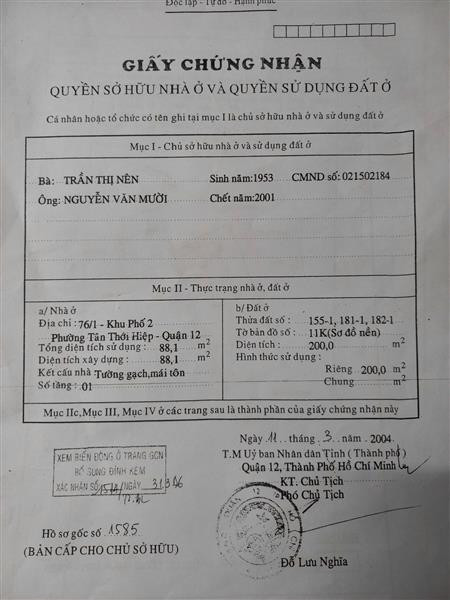 Độc lập - Tự do - Hạnh phúc
GIẤY CHỨNG NHẬN
QUYỀN SỞ HỮU NHÀ Ở VÀ QUYỀN SỬ DỤNG ĐẤT Ở
Cá nhân hoặc tổ chức có tên ghi tại mục I là chủ sở hữu nhà ở và sử dụng đất ở
Mục I - Chủ sở hữu nhà ở và sử dụng đất ở
Bà: TRẦN THỊ NÊN Sinh năm:1953 CMND số: 021502184
Ông: NGUYỄN VĂN MƯỜI Chết năm:2001
Mục II - Thực trạng nhà ở, đất ở
a/ Nhà ở
Địa chỉ : 76/1 - Khu Phố 2
Phường Tân Thới Hiệp - Quận 12
Tổng diện tích sử dụng : 88,1 m2
Diện tích xây dựng : 88,1 m2
Kết cấu nhà Tường gạch,mái tôn
Số tầng : 01
b/ Đất ở
Thửa đất số : 155-1, 181-1, 182-1
Tờ bản đồ số : 11K(Sơ đồ nền)
Diện tích : 200,0 m2
Hình thức sử dụng :
Riêng 200,0 m2
Chung m2
Mục IIc,Mục III, Mục IV ở các trang sau là thành phần của giấy chứng nhận này
Ngày 11 .tháng. 3 .năm .2004
T.M Uỷ ban Nhân dân Tỉnh ( Thành phố )
Quận 12, Thành Phố Hồ Chí Minh
KT. Chủ Tịch
Phó Chủ Tịch
XEM BIẾN ĐỘNG Ở TRANG GCN
BỔ SUNG ĐÍNH KÈM
XÁC NHẬN SỐ: /NGÀY
Hồ sơ gốc số 1585
(BẢN CẤP CHO CHỦ SỞ HỮU)
Đỗ Lưu Nghĩa